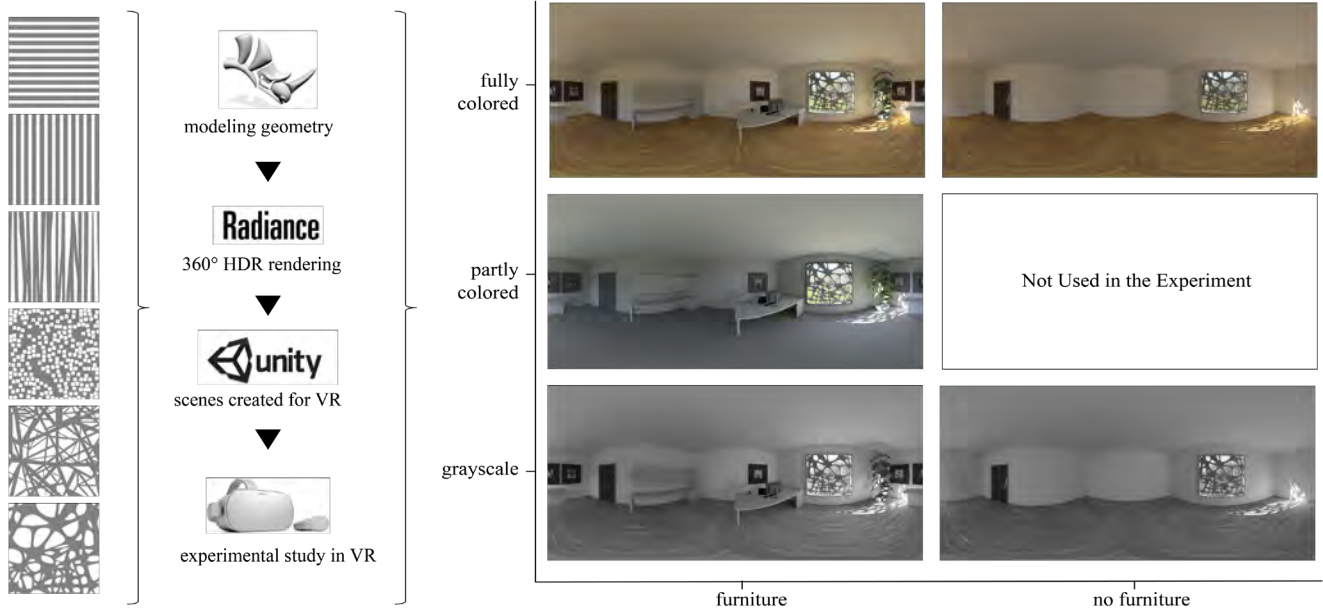 modeling geometry
Radiance
360° HDR rendering
unity
scenes created for VR
experimental study in VR
fully
colored
partly
colored
grayscale
Not Used in the Experiment
furniture
no furniture